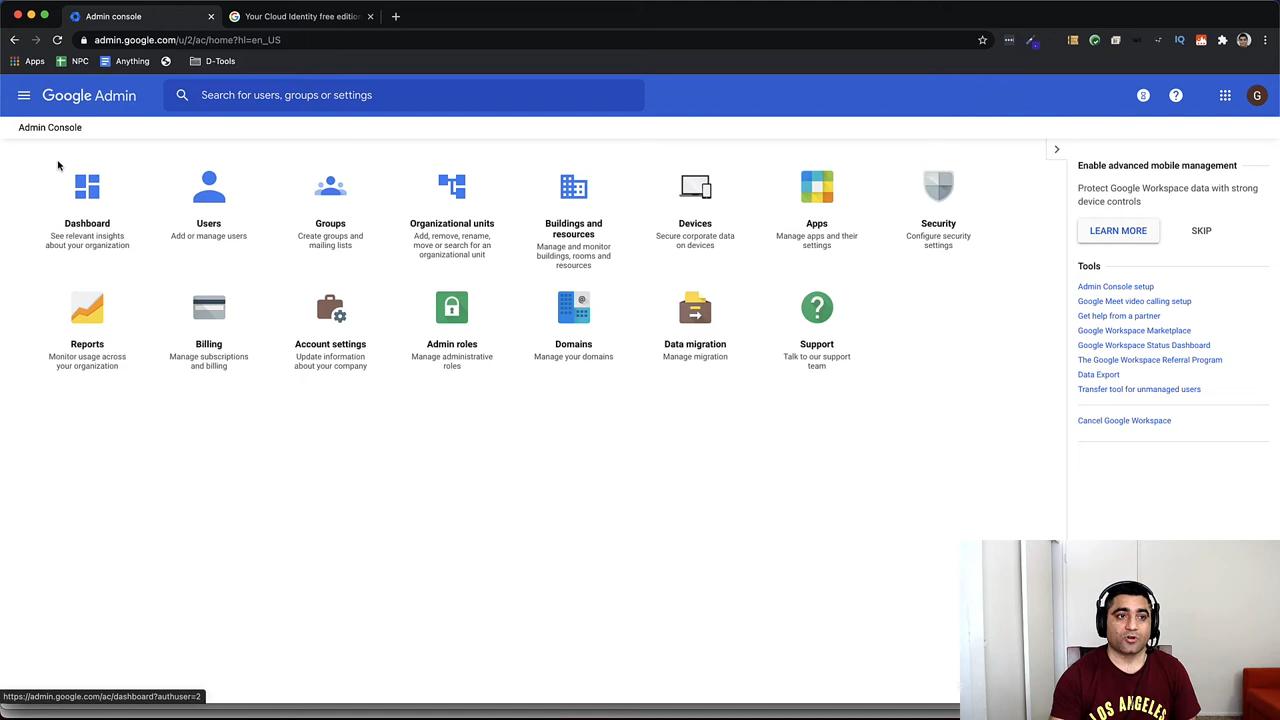 Admin console
Your Cloud Identity free edition
admin.google.com/u/2/ac/home?hl=en_US
Apps
NPC
Anything
D-Tools
IQ
Google Admin
Search for users, groups or settings
G
Admin Console
Dashboard
See relevant insights
about your organization
Users
Add or manage users
Groups
Create groups and
mailing lists
Organizational units
Add, remove, rename,
move or search for an
organizational unit
Buildings and
resources
Manage and monitor
buildings, rooms and
resources
Devices
Secure corporate data
on devices
Apps
Manage apps and their
settings
Security
Configure security
settings
Reports
Monitor usage across
your organization
Billing
Manage subscriptions
and billing
Account settings
Update information
about your company
Admin roles
Manage administrative
roles
Domains
Manage your domains
Data migration
Manage migration
Support
Talk to our support
team
Enable advanced mobile management
Protect Google Workspace data with strong
device controls
LEARN MORE
SKIP
Tools
Admin Console setup
Google Meet video calling setup
Get help from a partner
Google Workspace Marketplace
Google Workspace Status Dashboard
The Google Workspace Referral Program
Data Export
Transfer tool for unmanaged users
Cancel Google Workspace
https://admin.google.com/ac/dashboard?authuser=2
LOS ANGELES